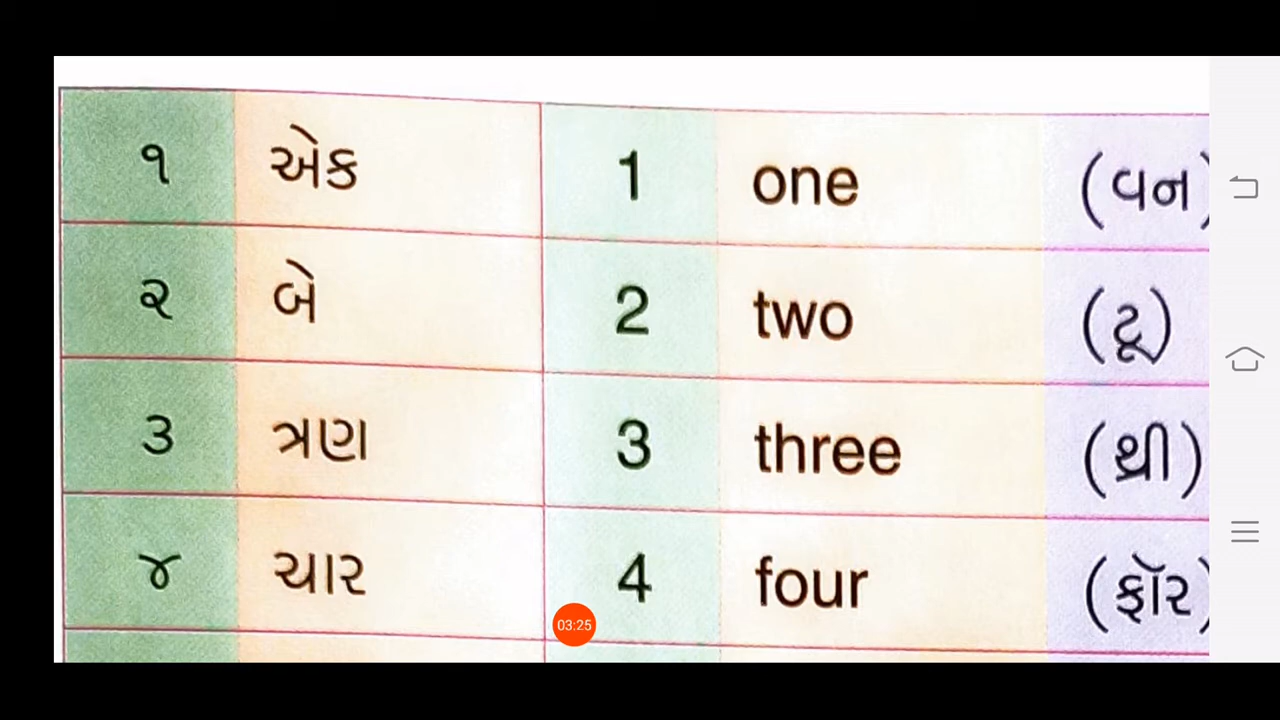 ૧ એક 1 one (વન)
૨ બે 2 two (ટૂ)
૩ ત્રણ 3 three (થ્રી)
૪ ચાર 4 four (ફૉર)
03:25